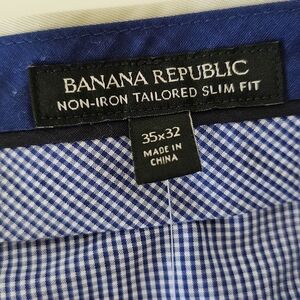 BANANA REPUBLIC
NON-IRON TAILORED SLIM FIT
35x32
MADE IN
CHINA